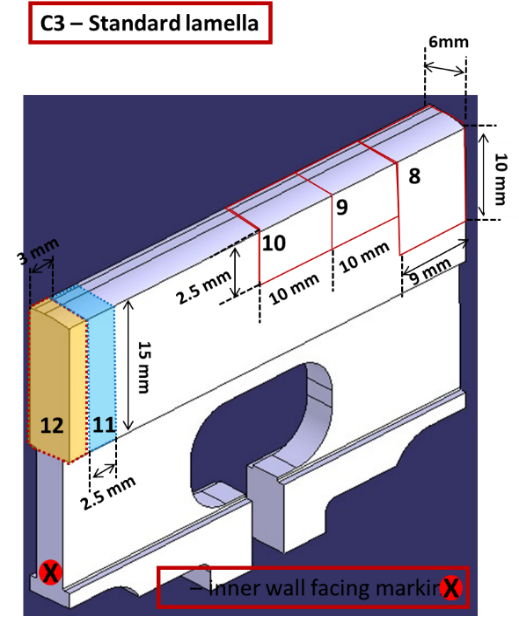 C3 – Standard lamella
6mm
10 mm
8
9
10
3 mm
2.5 mm
10 mm
10 mm
9 mm
15 mm
12
11
2.5 mm
X
– inner wall facing markin
X